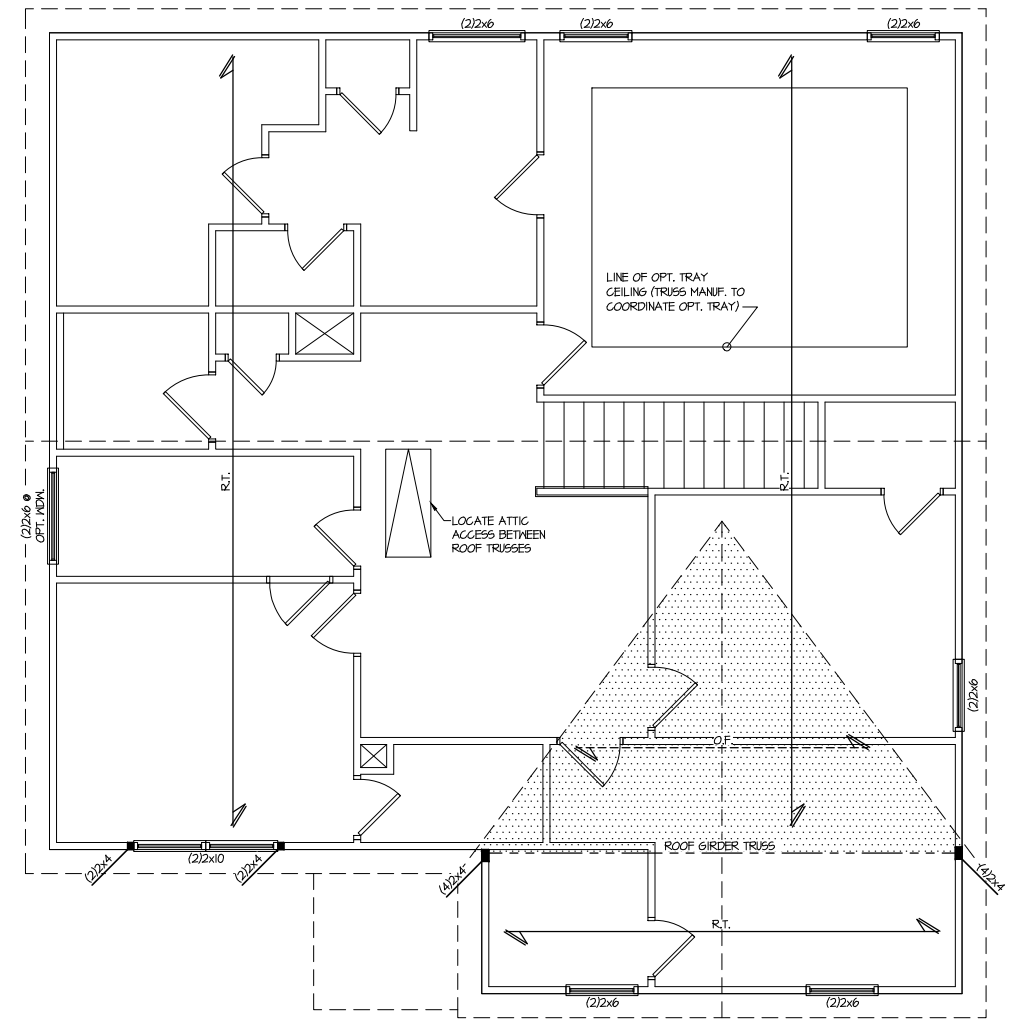 (2)2x6
(2)2x6
(2)2x6
LINE OF OPT. TRAY
CEILING (TRUSS MANUF. TO
COORDINATE OPT. TRAY)
R.T.
R.T.
(2)2x6 @
OPT. WDW.
LOCATE ATTIC
ACCESS BETWEEN
ROOF TRUSSES
(2)2x6
O.F.
ROOF GIRDER TRUSS
(2)2x4
(2)2x10
(2)2x4
(4)2x4
(4)2x4
R.T.
(2)2x6
(2)2x6